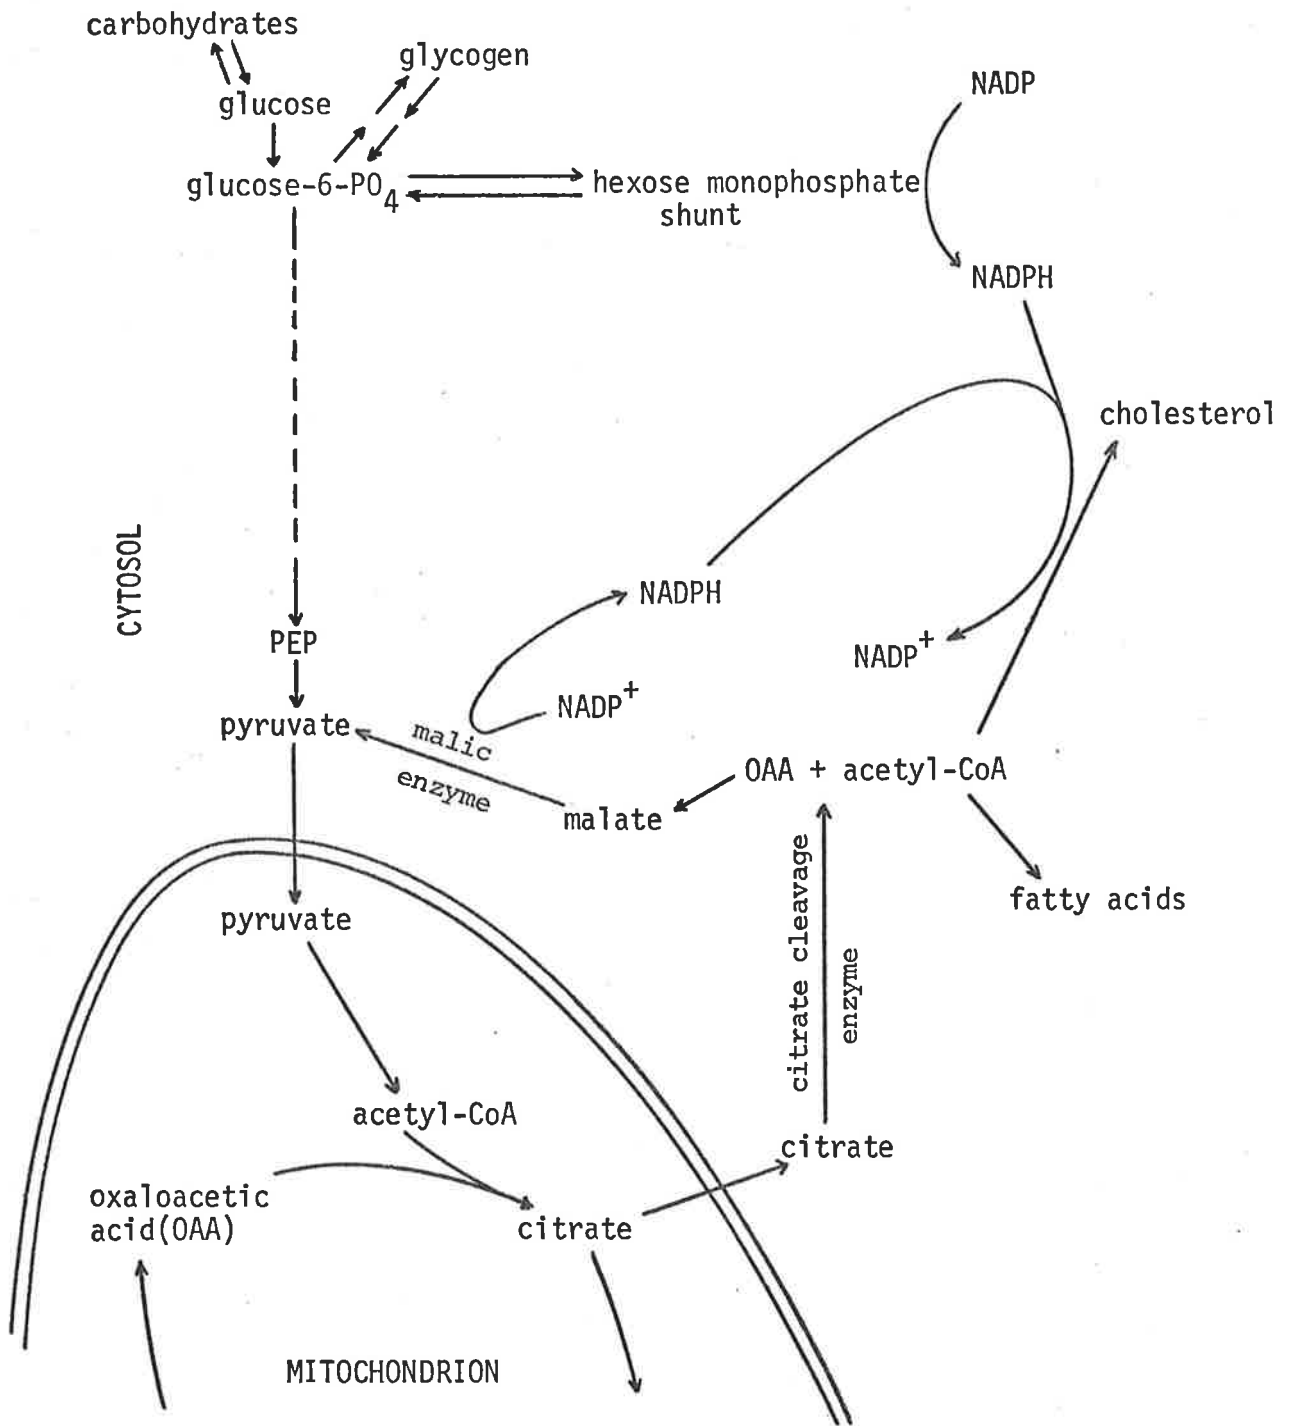 carbohydrates
glycogen
NADP
glucose
glucose-6-PO4
hexose monophosphate
shunt
NADPH
cholesterol
CYTOSOL
NADPH
PEP
NADP+
NADP+
pyruvate
malic
enzyme
OAA + acetyl-CoA
malate
citrate cleavage
enzyme
fatty acids
pyruvate
acetyl-CoA
citrate
oxaloacetic
acid(OAA)
citrate
MITOCHONDRION